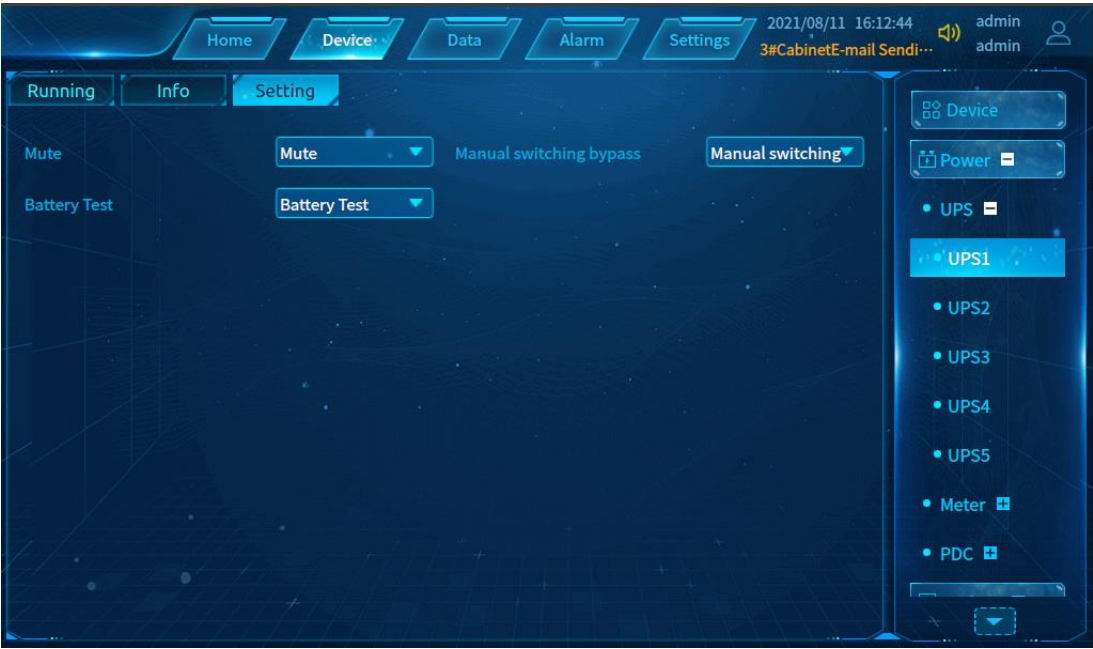 Home Device Data Alarm Settings
2021/08/11 16:12:44
3#CabinetE-mail Sendi···
admin
admin
Running Info Setting
Mute Mute Manual switching bypass Manual switching
Battery Test Battery Test
Device
Power
UPS
UPS1
UPS2
UPS3
UPS4
UPS5
Meter
PDC